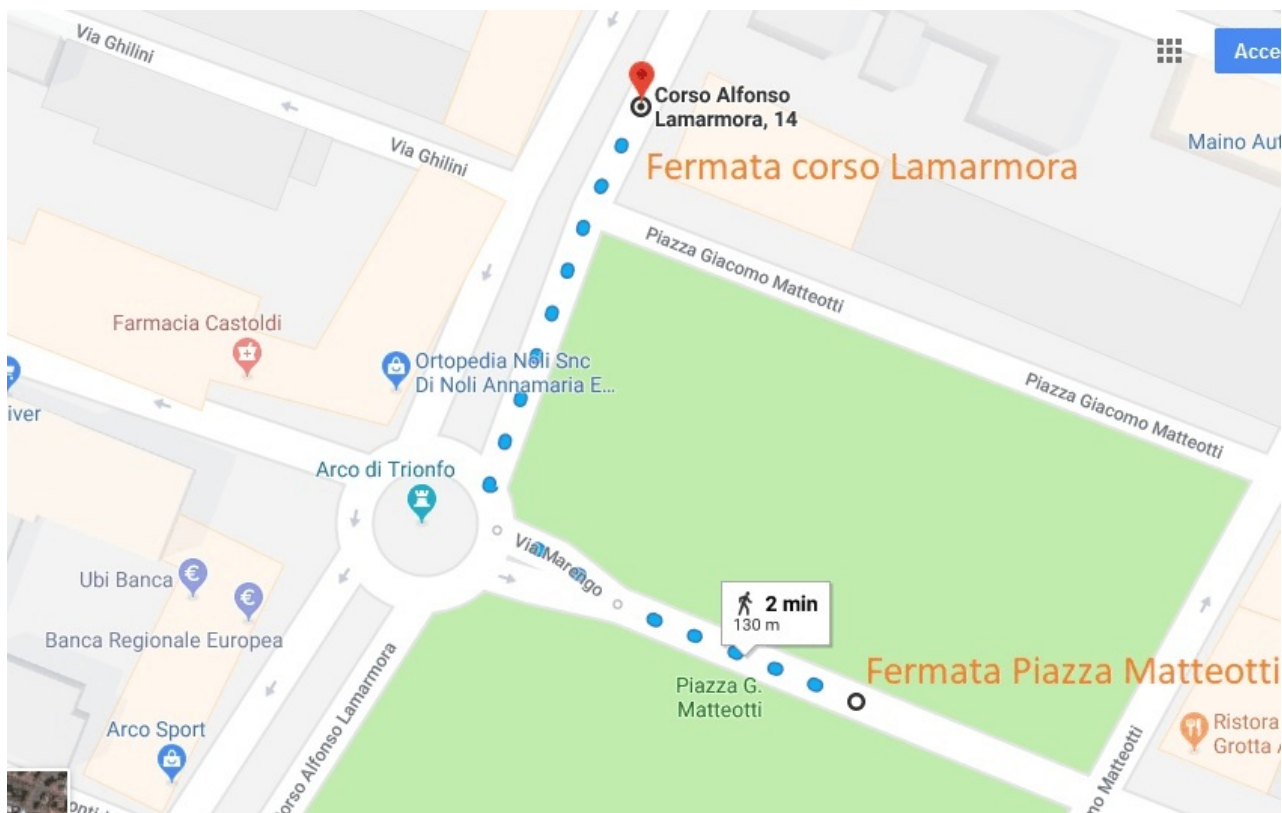 Via Ghilini
Acce
Corso Alfonso
Lamarmora, 14
Maino Aut
Via Ghilini
Fermata corso Lamarmora
Piazza Giacomo Matteotti
Farmacia Castoldi
Ortopedia Noli Snc
Di Noli Annamaria E...
Piazza Giacomo Matteotti
iver
Arco di Trionfo
Via Marengo
Ubi Banca
2 min
130 m
Banca Regionale Europea
Fermata Piazza Matteotti
Piazza G.
Matteotti
Corso Alfonso Lamarmora
Arco Sport
Ristora
Grotta
no Matteotti